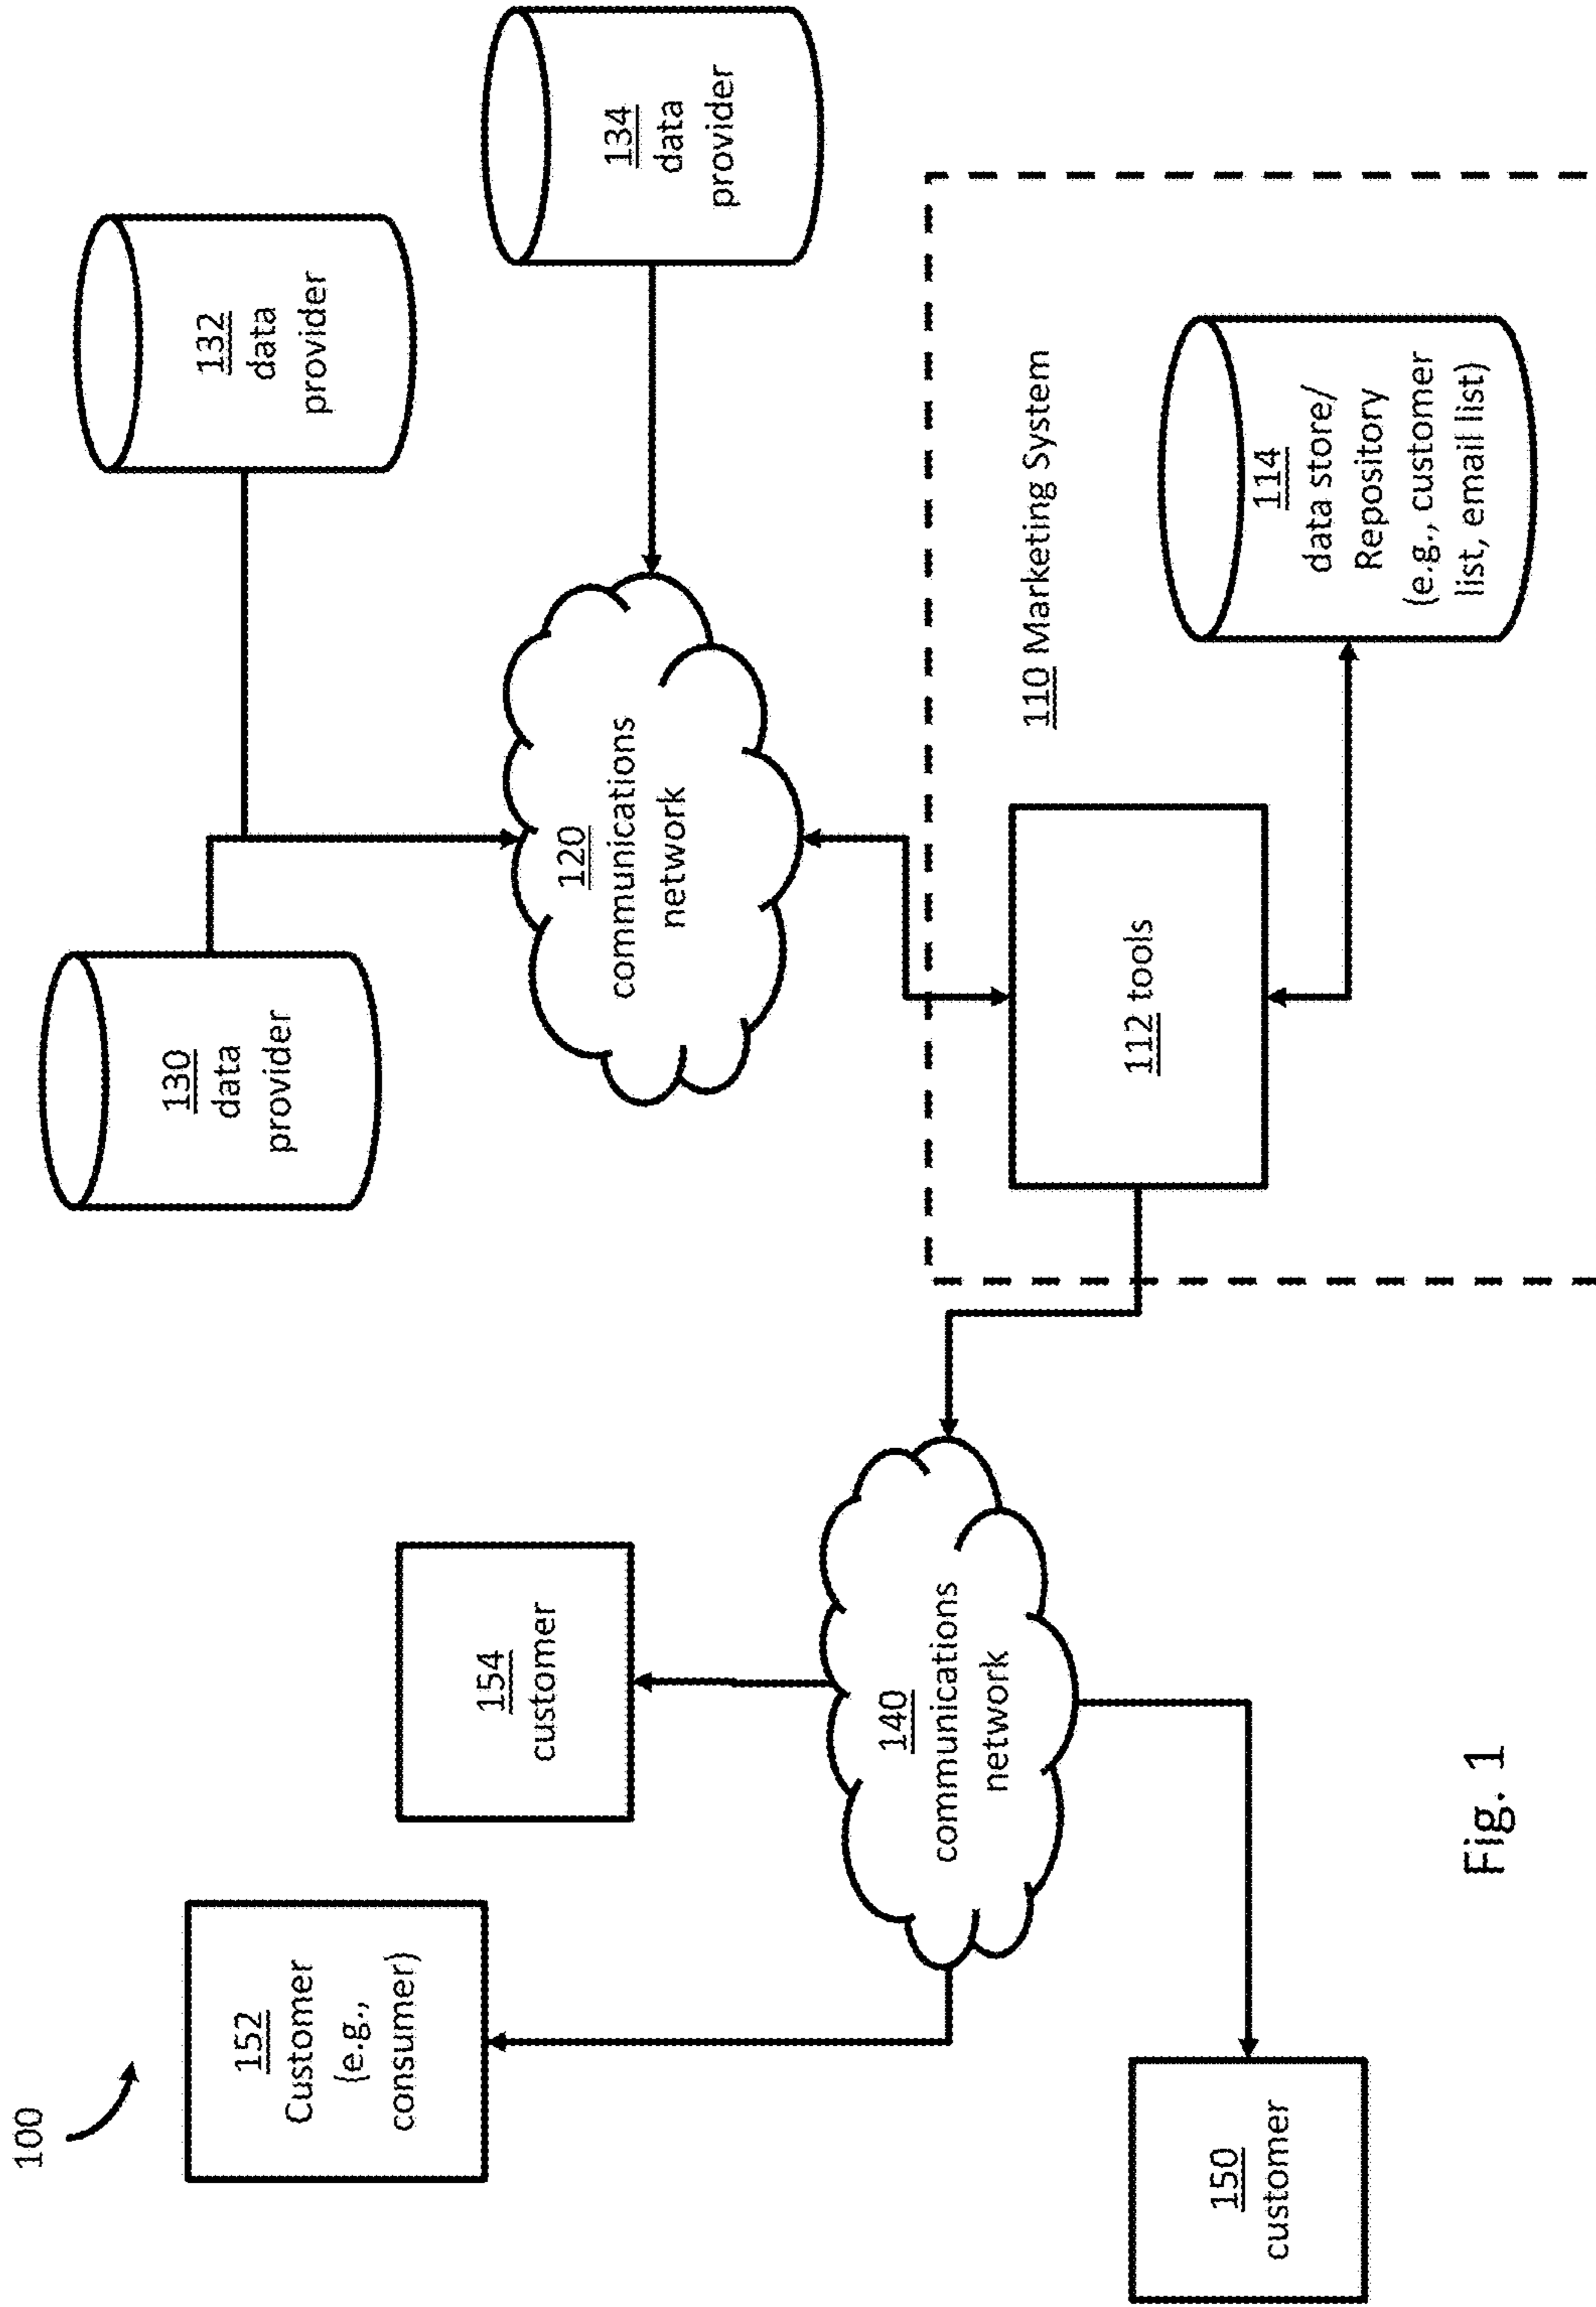 100
152
Customer
(e.g.,
consumer)
154
customer
130
data
provider
132
data
provider
134
data
provider
120
communications
network
140
communications
network
150
customer
110 Marketing System
112 tools
114
data store/
Repository
(e.g., customer
list, email list)
Fig. 1